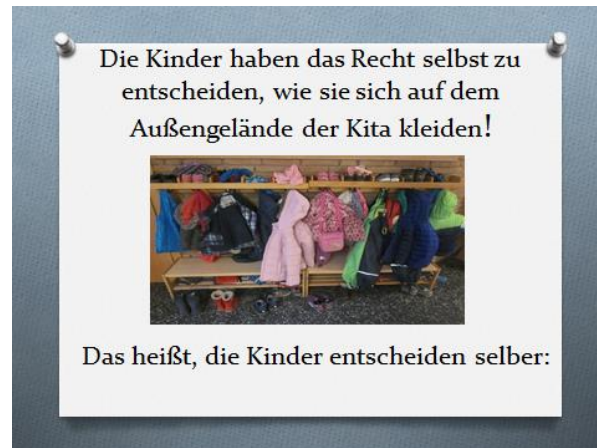 Die Kinder haben das Recht selbst zu
entscheiden, wie sie sich auf dem
Außengelände der Kita kleiden!
Das heißt, die Kinder entscheiden selber: